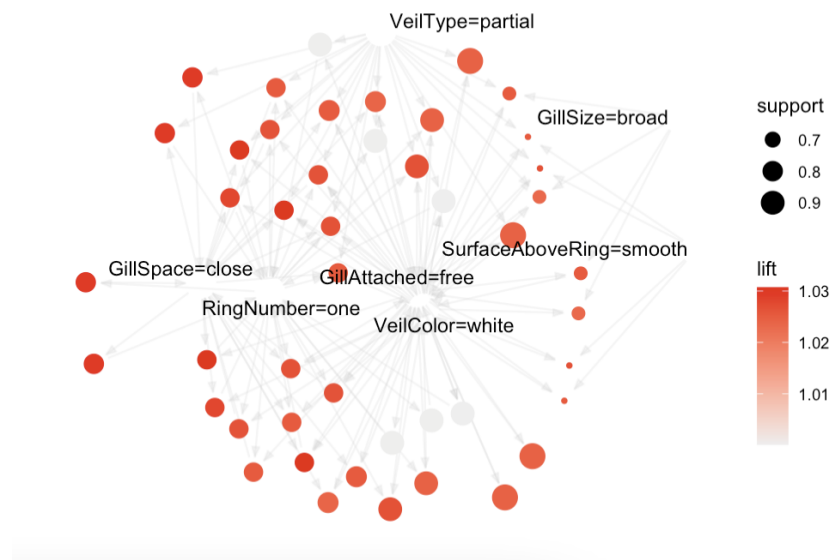 VeilType=partial
GillSize=broad
SurfaceAboveRing=smooth
GillSpace=close
GillAttached=free
RingNumber=one
VeilColor=white
support
0.7
0.8
0.9
lift
1.03
1.02
1.01